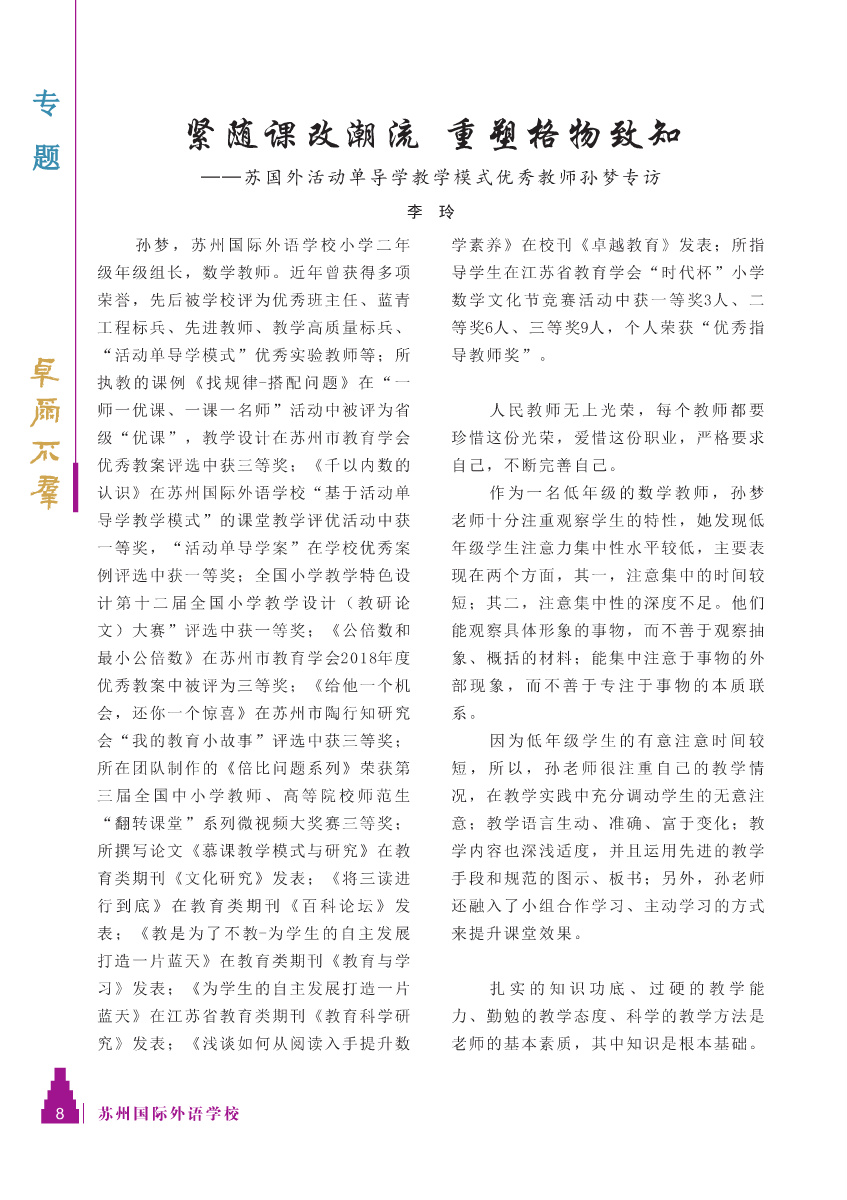 专
题
卓
尔
不
群
紧随课改潮流 重塑格物致知
——苏国外活动单导学教学模式优秀教师孙梦专访
李 玲
孙梦，苏州国际外语学校小学二年
级年级组长，数学教师。近年曾获得多项
荣誉，先后被学校评为优秀班主任、蓝青
工程标兵、先进教师、教学高质量标兵、
“活动单导学模式”优秀实验教师等；所
执教的课例《找规律-搭配问题》在“一
师一优课、一课一名师”活动中被评为省
级“优课”，教学设计在苏州市教育学会
优秀教案评选中获三等奖；《千以内数的
认识》在苏州国际外语学校“基于活动单
导学教学模式”的课堂教学评优活动中获
一等奖，“活动单导学案”在学校优秀案
例评选中获一等奖；全国小学教学特色设
计第十二届全国小学教学设计（教研论
文）大赛”评选中获一等奖；《公倍数和
最小公倍数》在苏州市教育学会2018年度
优秀教案中被评为三等奖；《给他一个机
会，还你一个惊喜》在苏州市陶行知研究
会“我的教育小故事”评选中获三等奖；
所在团队制作的《倍比问题系列》荣获第
三届全国中小学教师、高等院校师范生
“翻转课堂”系列微视频大奖赛三等奖；
所撰写论文《慕课教学模式与研究》在教
育类期刊《文化研究》发表；《将三读进
行到底》在教育类期刊《百科论坛》发
表；《教是为了不教-为学生的自主发展
打造一片蓝天》在教育类期刊《教育与学
习》发表；《为学生的自主发展打造一片
蓝天》在江苏省教育类期刊《教育科学研
究》发表；《浅谈如何从阅读入手提升数
学素养》在校刊《卓越教育》发表；所指
导学生在江苏省教育学会“时代杯”小学
数学文化节竞赛活动中获一等奖3人、二
等奖6人、三等奖9人，个人荣获“优秀指
导教师奖”。
人民教师无上光荣，每个教师都要
珍惜这份光荣，爱惜这份职业，严格要求
自己，不断完善自己。
作为一名低年级的数学教师，孙梦
老师十分注重观察学生的特性，她发现低
年级学生注意力集中性水平较低，主要表
现在两个方面，其一，注意集中的时间较
短；其二，注意集中性的深度不足。他们
能观察具体形象的事物，而不善于观察抽
象、概括的材料；能集中注意于事物的外
部现象，而不善于专注于事物的本质联
系。
因为低年级学生的有意注意时间较
短，所以，孙老师很注重自己的教学情
况，在教学实践中充分调动学生的无意注
意；教学语言生动、准确、富于变化；教
学内容也深浅适度，并且运用先进的教学
手段和规范的图示、板书；另外，孙老师
还融入了小组合作学习、主动学习的方式
来提升课堂效果。
扎实的知识功底、过硬的教学能
力、勤勉的教学态度、科学的教学方法是
老师的基本素质，其中知识是根本基础。
8 苏州国际外语学校